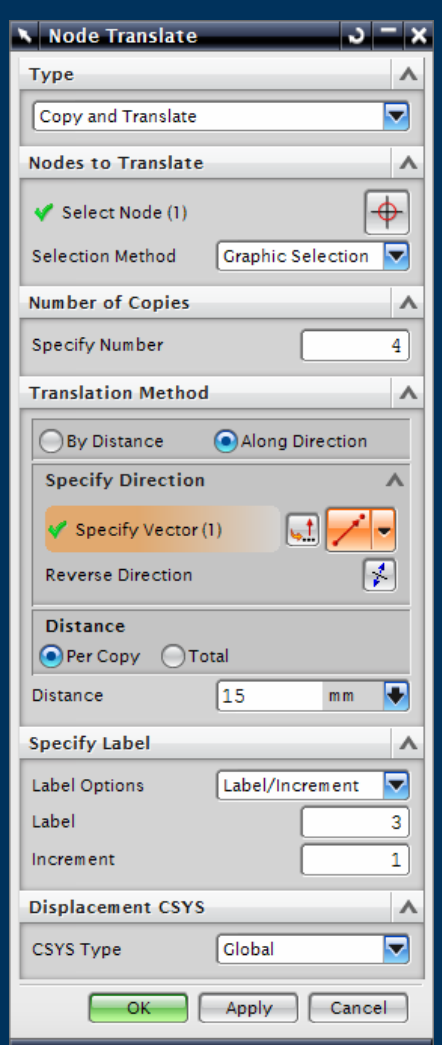 Node Translate
Type
Copy and Translate
Nodes to Translate
Select Node (1)
Selection Method Graphic Selection
Number of Copies
Specify Number 4
Translation Method
By Distance Along Direction
Specify Direction
Specify Vector (1)
Reverse Direction
Distance
Per Copy Total
Distance 15 mm
Specify Label
Label Options Label/Increment
Label 3
Increment 1
Displacement CSYS
CSYS Type Global
OK Apply Cancel